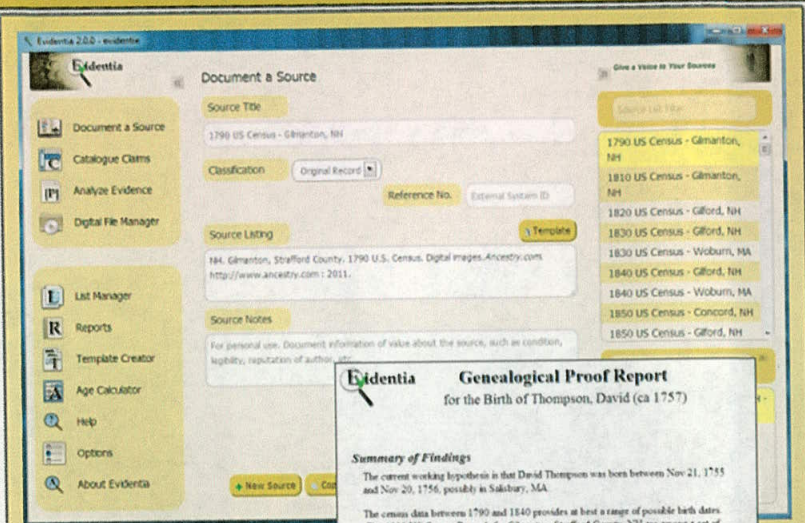 Evidentia 2.0.0 - evidentia
Evidentia
Give a Voice to Your Sources
Document a Source
Catalogue Claims
Analyze Evidence
Digital File Manager
List Manager
Reports
Template Creator
Age Calculator
Help
Options
About Evidentia
Document a Source
Source Title
1790 US Census - Gilmanton, NH
Classification
Original Record
Reference No.
External System ID
Source Listing
Template
NH. Gilmanton, Strafford County. 1790 U.S. Census. Digital images. Ancestry.com
http://www.ancestry.com : 2011.
Source Notes
For personal use. Document information of value about the source, such as condition,
legibility, reputation of author, etc.
+ New Source
Source List Filter
1790 US Census - Gilmanton,
NH
1810 US Census - Gilmanton,
NH
1820 US Census - Gilford, NH
1830 US Census - Gilford, NH
1830 US Census - Woburn, MA
1840 US Census - Gilford, NH
1840 US Census - Woburn, MA
1850 US Census - Concord, NH
1850 US Census - Gilford, NH
Evidentia
Genealogical Proof Report
for the Birth of Thompson, David (ca 1757)
Summary of Findings
The current working hypothesis is that David Thompson was born between Nov 21, 1755
and Nov 20, 1756, possibly in Salisbury, MA
The census data between 1790 and 1840 provides at best a range of possible birth dates.